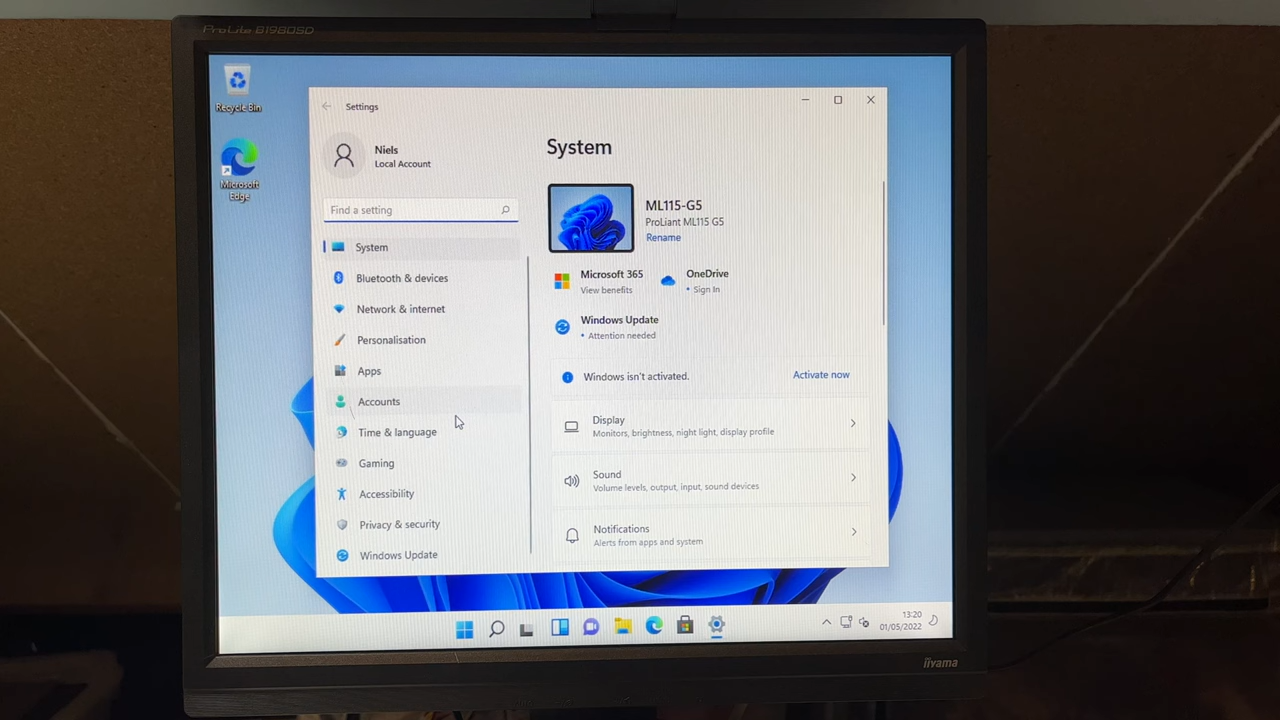 ProLite B1980SD
Recycle Bin
Microsoft
Edge
Settings
Niels
Local Account
Find a setting
System
Bluetooth & devices
Network & internet
Personalisation
Apps
Accounts
Time & language
Gaming
Accessibility
Privacy & security
Windows Update
System
ML115-G5
ProLiant ML115 G5
Rename
Microsoft 365
View benefits
OneDrive
• Sign In
Windows Update
• Attention needed
Windows isn't activated.
Activate now
Display
Monitors, brightness, night light, display profile
Sound
Volume levels, output, input, sound devices
Notifications
Alerts from apps and system
13:20
01/05/2022
iiyama